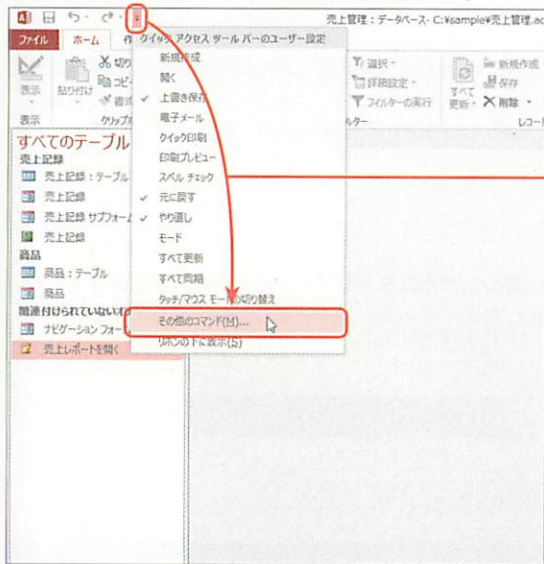 売上管理：データベース- C:¥sample¥売上管理.ac
ファイル
ホーム
作
クイック アクセス ツール バーのユーザー設定
新規作成
開く
上書き保存
電子メール
クイック印刷
印刷プレビュー
スペル チェック
元に戻す
やり直し
モード
すべて更新
すべて同期
タッチ/マウス モードの切り替え
その他のコマンド(M)...
リボンの下に表示(S)
表示
表示
貼り付け
切り
コピー
書式
クリップボ
選択
詳細設定
フィルターの実行
ルター
すべて
更新
新規作成
保存
削除
レコー
すべてのテーブル
売上記録
売上記録：テーブル
売上記録
売上記録 サブフォーム
売上記録
商品
商品：テーブル
商品
関連付けられていないオ
ナビゲーション フォー
売上レポートを開く